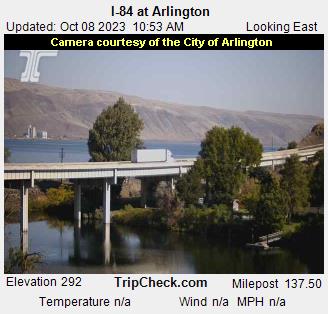 I-84 at Arlington
Updated: Oct 08 2023 10:53 AM Looking East
Camera courtesy of the City of Arlington
Elevation 292 TripCheck.com Milepost 137.50
Temperature n/a Wind n/a MPH n/a